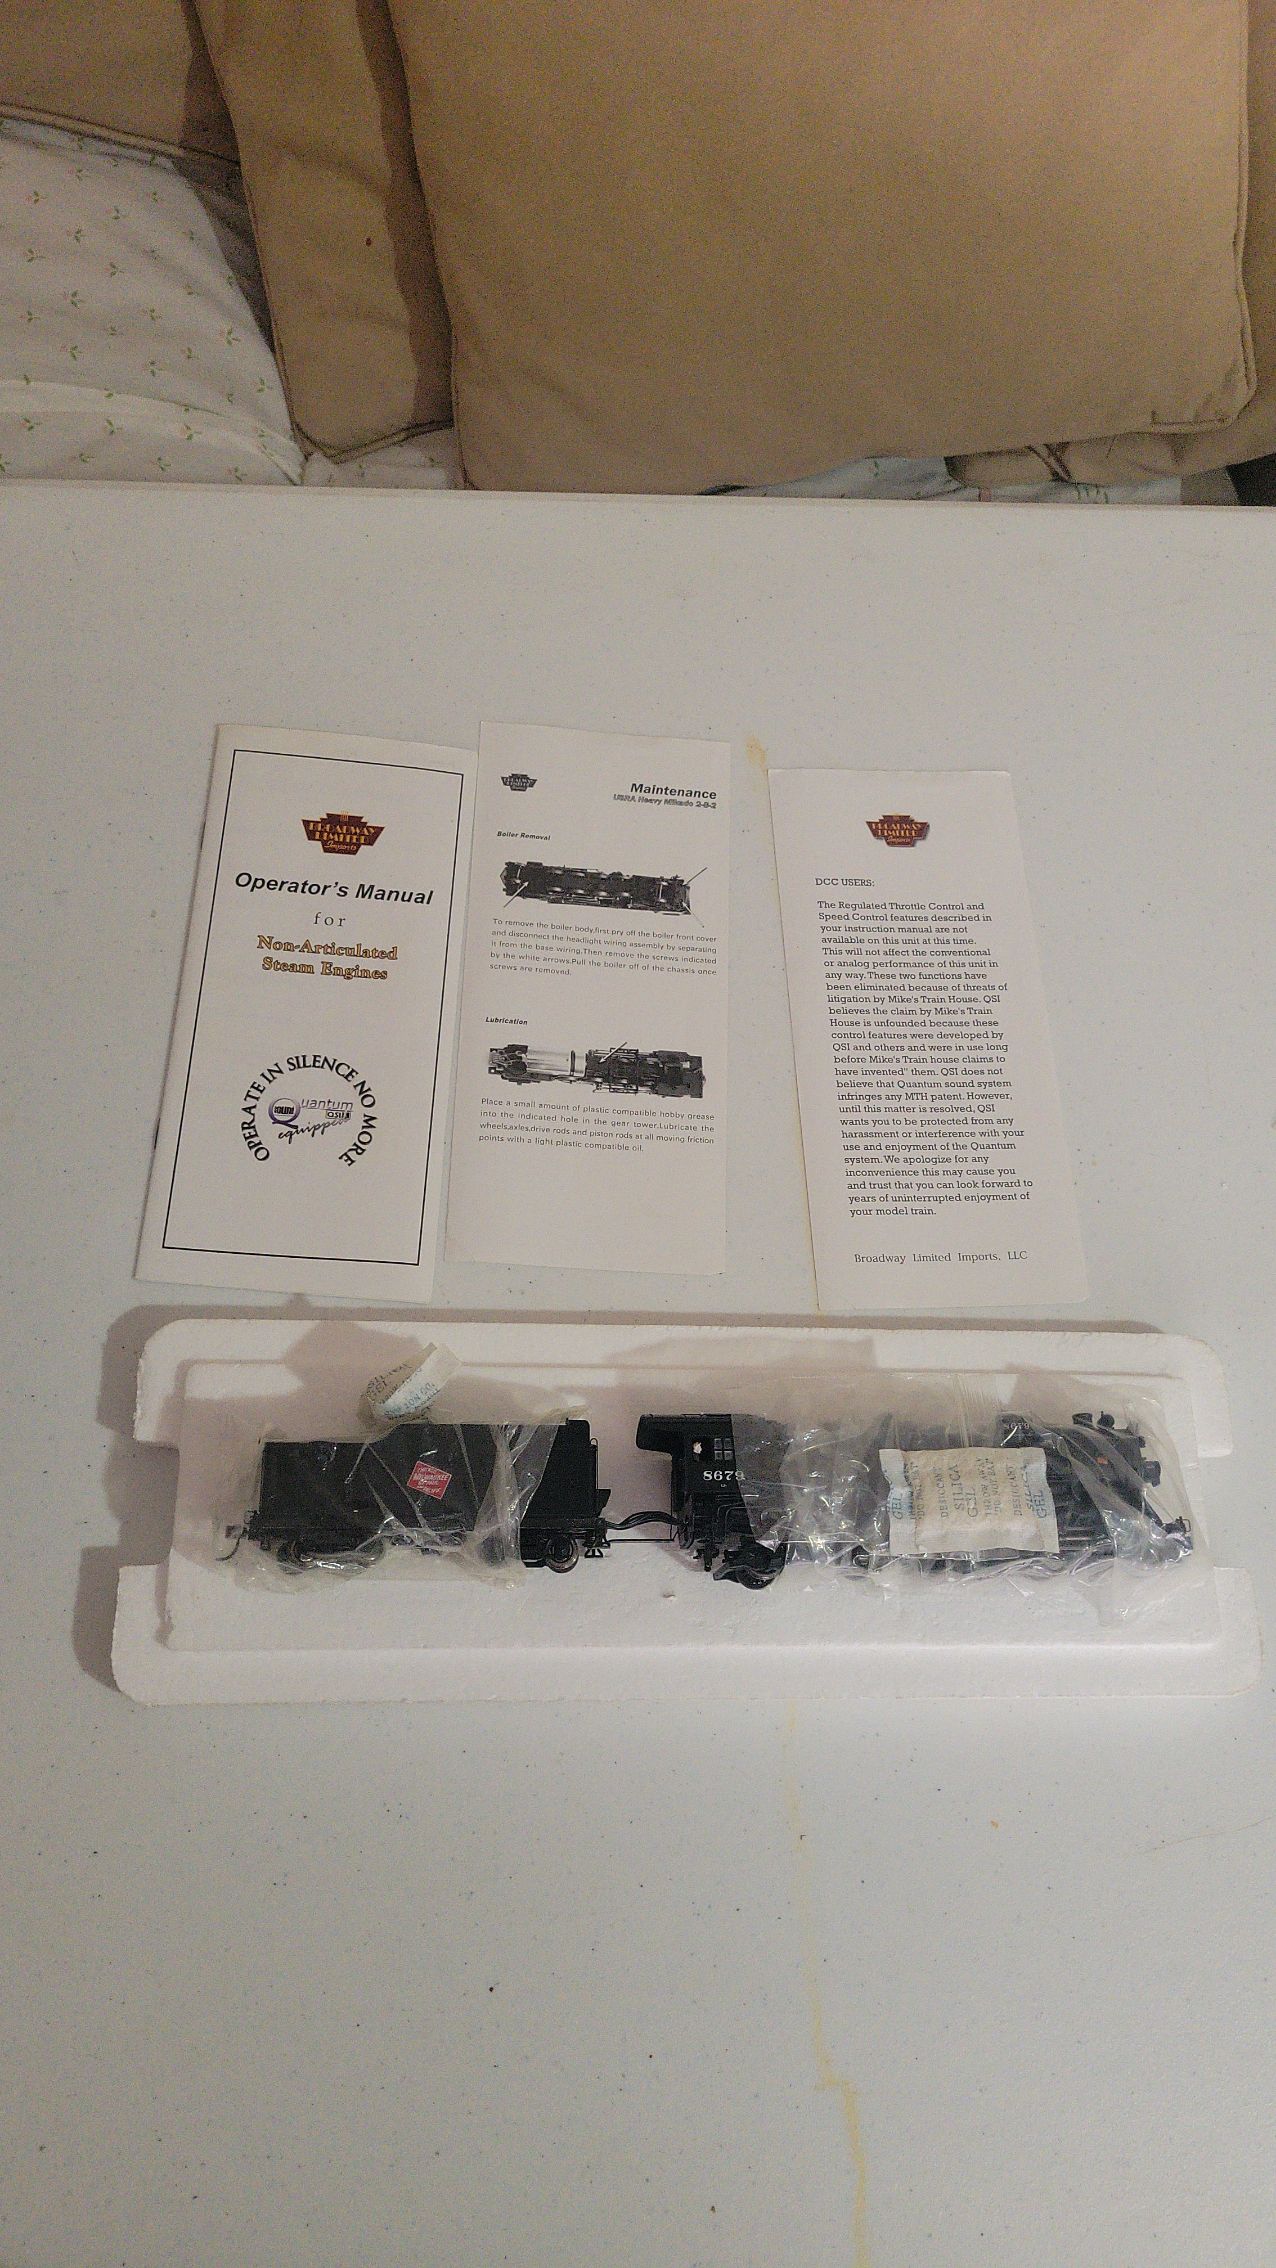 BROADWAY
LIMITED
Imports
Operator's Manual
for
Non-Articulated
Steam Engines
OPERATE IN SILENCE NO MORE
Quantum
QSI
equipped
BROADWAY
LIMITED
Maintenance
USRA Heavy Mikado 2-8-2
Boiler Removal
To remove the boiler body,first pry off the boiler front cover
and disconnect the headlight wiring assembly by separating
it from the base wiring.Then remove the screws indicated
by the white arrows.Pull the boiler off of the chassis once
screws are removed.
Lubrication
Place a small amount of plastic compatible hobby grease
into the indicated hole in the gear tower.Lubricate the
wheels,axles,drive rods and piston rods at all moving friction
points with a light plastic compatible oil.
BROADWAY
LIMITED
Imports
DCC USERS:
The Regulated Throttle Control and
Speed Control features described in
your instruction manual are not
available on this unit at this time.
This will not affect the conventional
or analog performance of this unit in
any way. These two functions have
been eliminated because of threats of
litigation by Mike's Train House. QSI
believes the claim by Mike's Train
House is unfounded because these
control features were developed by
QSI and others and were in use long
before Mike's Train house claims to
have invented" them. QSI does not
believe that Quantum sound system
infringes any MTH patent. However,
until this matter is resolved, QSI
wants you to be protected from any
harassment or interference with your
use and enjoyment of the Quantum
system. We apologize for any
inconvenience this may cause you
and trust that you can look forward to
years of uninterrupted enjoyment of
your model train.
Broadway Limited Imports, LLC
MILWAUKEE
8679
DESICCANT
SILICA
GEL
THROW AWAY
DESICCANT
GEL